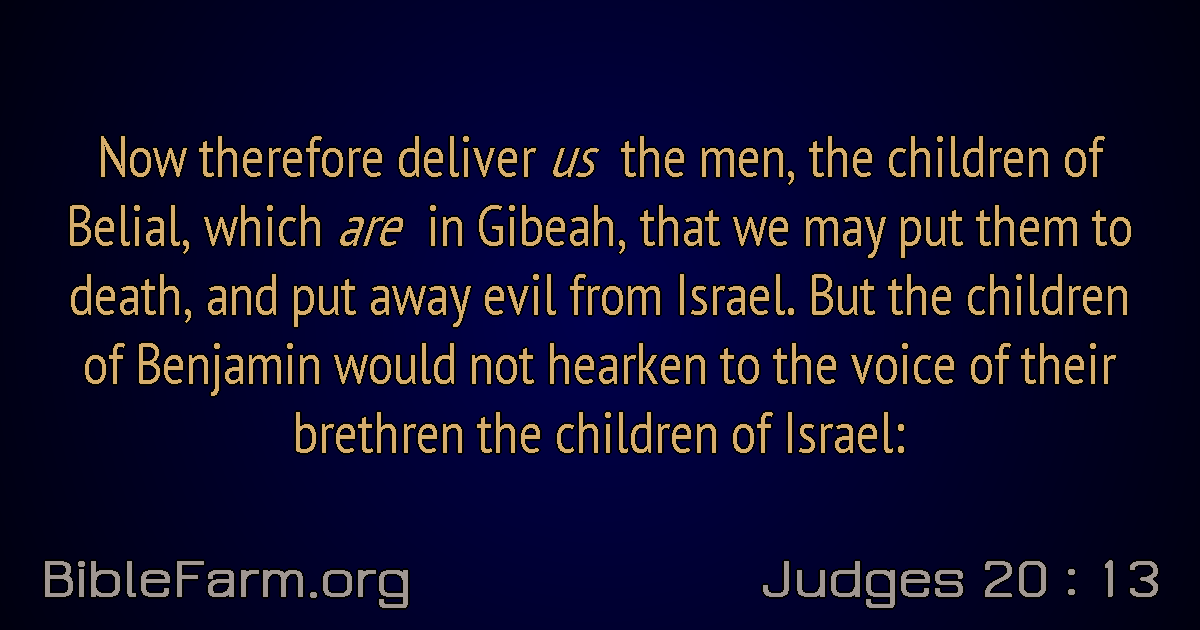 Now therefore deliver us the men, the children of
Belial, which are in Gibeah, that we may put them to
death, and put away evil from Israel. But the children
of Benjamin would not hearken to the voice of their
brethren the children of Israel:
BibleFarm.org
Judges 20 : 13